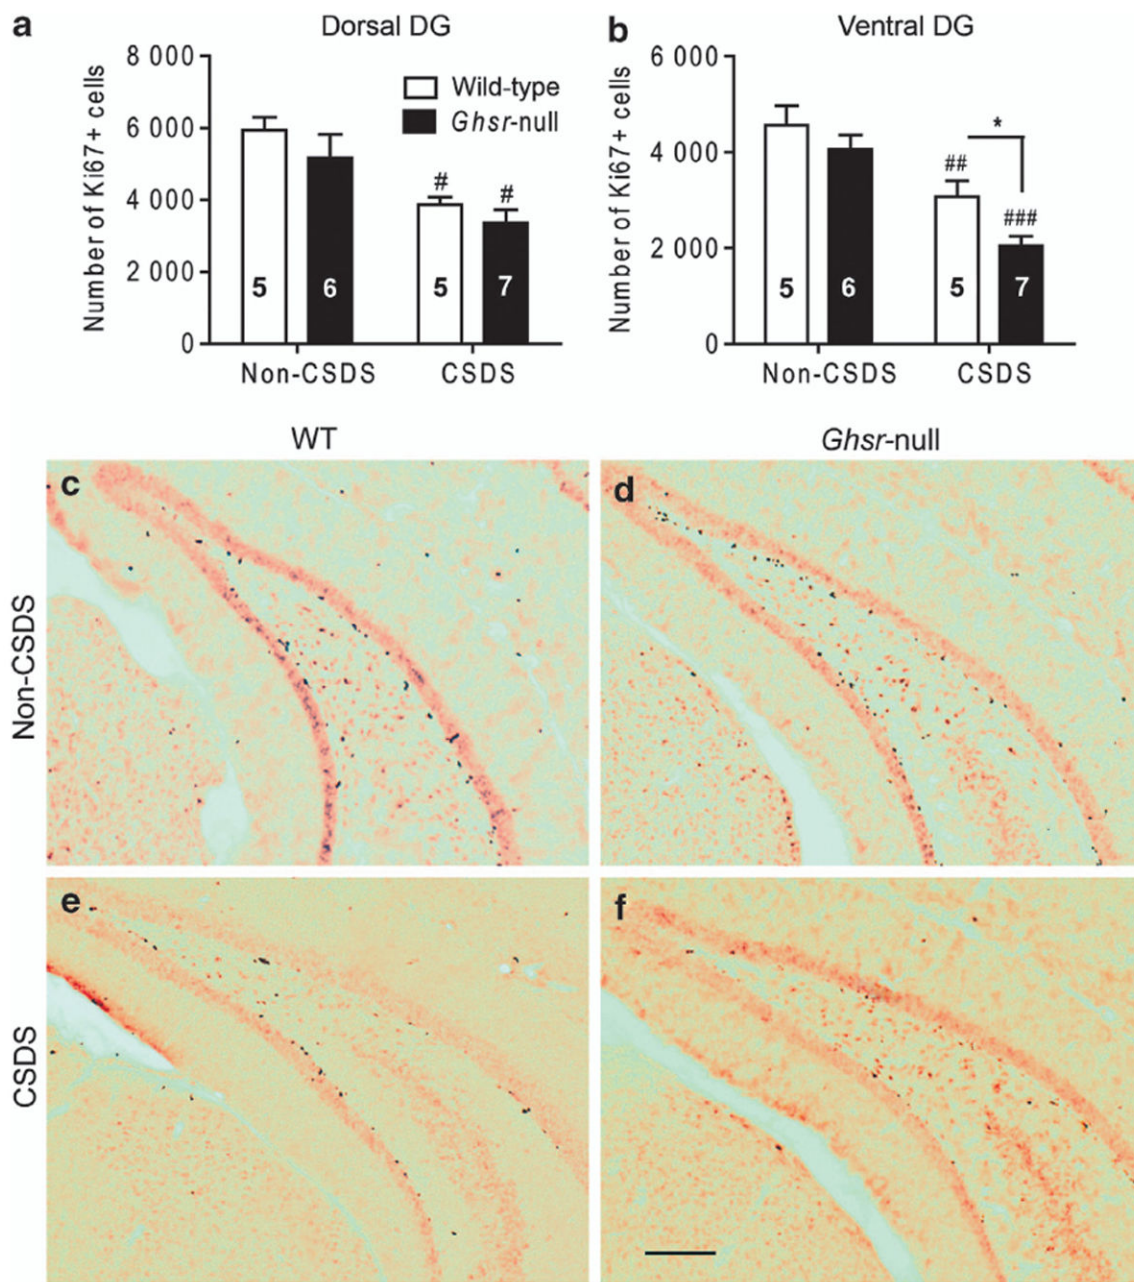 a
Dorsal DG
8 000
6 000
4 000
2 000
0
Number of Ki67+ cells
Wild-type
Ghsr-null
#
#
5
6
5
7
Non-CSDS
CSDS
b
Ventral DG
6 000
4 000
2 000
0
Number of Ki67+ cells
*
##
###
5
6
5
7
Non-CSDS
CSDS
WT
Ghsr-null
Non-CSDS
c
d
CSDS
e
f